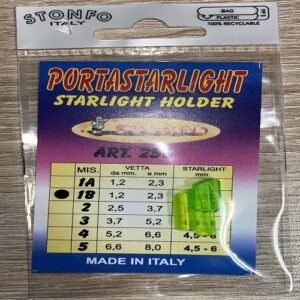 STONFO
ITALY
BAG
PLASTIC
100% RECYCLABLE
PORTASTARLIGHT
STARLIGHT HOLDER
STONFO
MIS. VETTA STARLIGHT
da mm. a mm mm
1A 1,2 2,3
1B 1,2 2,3
2 2,5 3,7
3 3,7 5,2
4 5,2 6,6 4,5 - 6
5 6,6 8,0 4,5 - 6
MADE IN ITALY